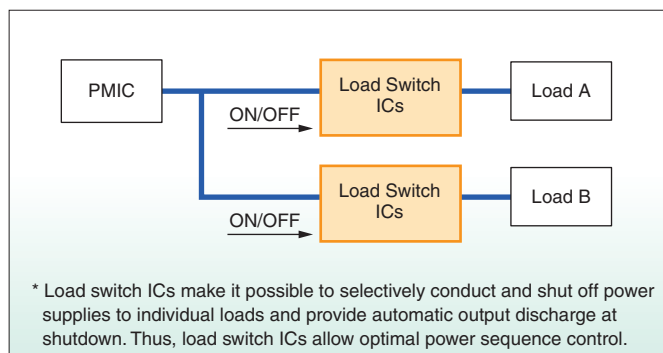 PMIC
Load Switch
ICs
Load A
ON/OFF
Load Switch
ICs
Load B
ON/OFF
* Load switch ICs make it possible to selectively conduct and shut off power
supplies to individual loads and provide automatic output discharge at
shutdown. Thus, load switch ICs allow optimal power sequence control.